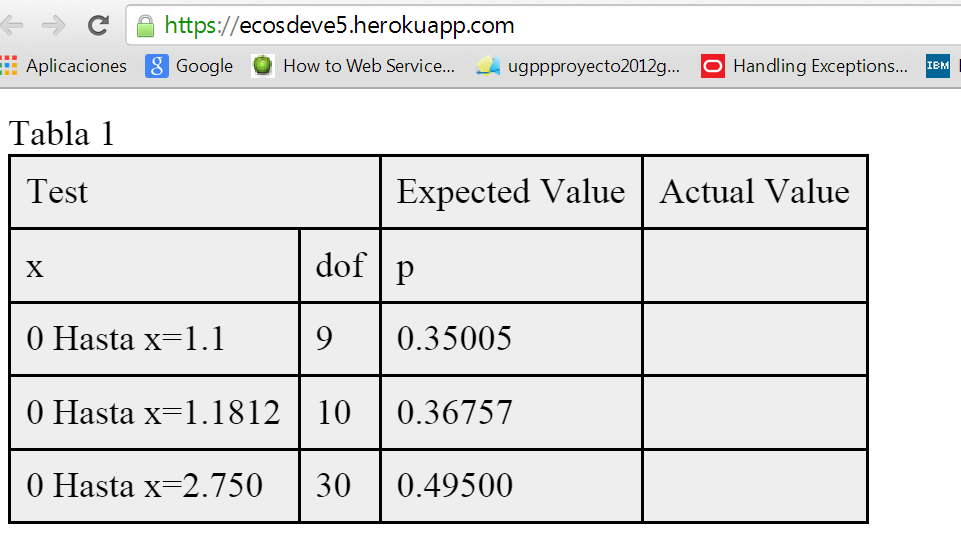 https://ecosdeve5.herokuapp.com
Aplicaciones Google How to Web Service... ugppproyecto2012g... Handling Exceptions... IBM
Tabla 1
Test Expected Value Actual Value
x dof p
0 Hasta x=1.1 9 0.35005
0 Hasta x=1.1812 10 0.36757
0 Hasta x=2.750 30 0.49500